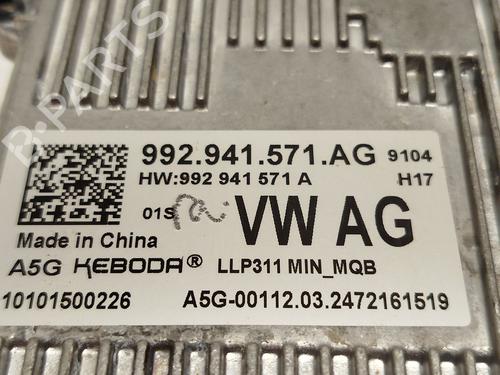 B-PARTS
992.941.571.AG 9104
HW:992 941 571 A H17
01S VW AG
Made in China
A5G KEBODA® LLP311 MIN_MQB
10101500226 A5G-00112.03.2472161519